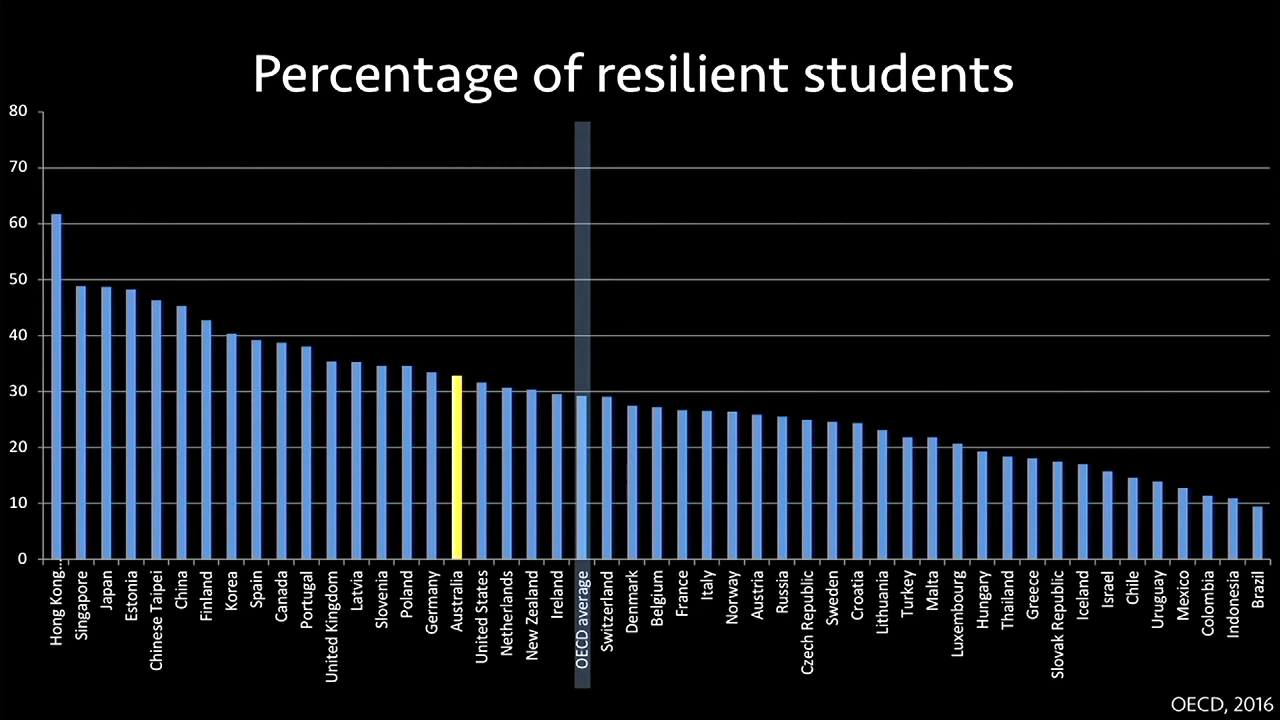 Percentage of resilient students
80
70
60
50
40
30
20
10
0
Hong Kong...
Singapore
Japan
Estonia
Chinese Taipei
China
Finland
Korea
Spain
Canada
Portugal
United Kingdom
Latvia
Slovenia
Poland
Germany
Australia
United States
Netherlands
New Zealand
Ireland
OECD average
Switzerland
Denmark
Belgium
France
Italy
Norway
Austria
Russia
Czech Republic
Sweden
Croatia
Lithuania
Turkey
Malta
Luxembourg
Hungary
Thailand
Greece
Slovak Republic
Iceland
Israel
Chile
Uruguay
Mexico
Colombia
Indonesia
Brazil
OECD, 2016